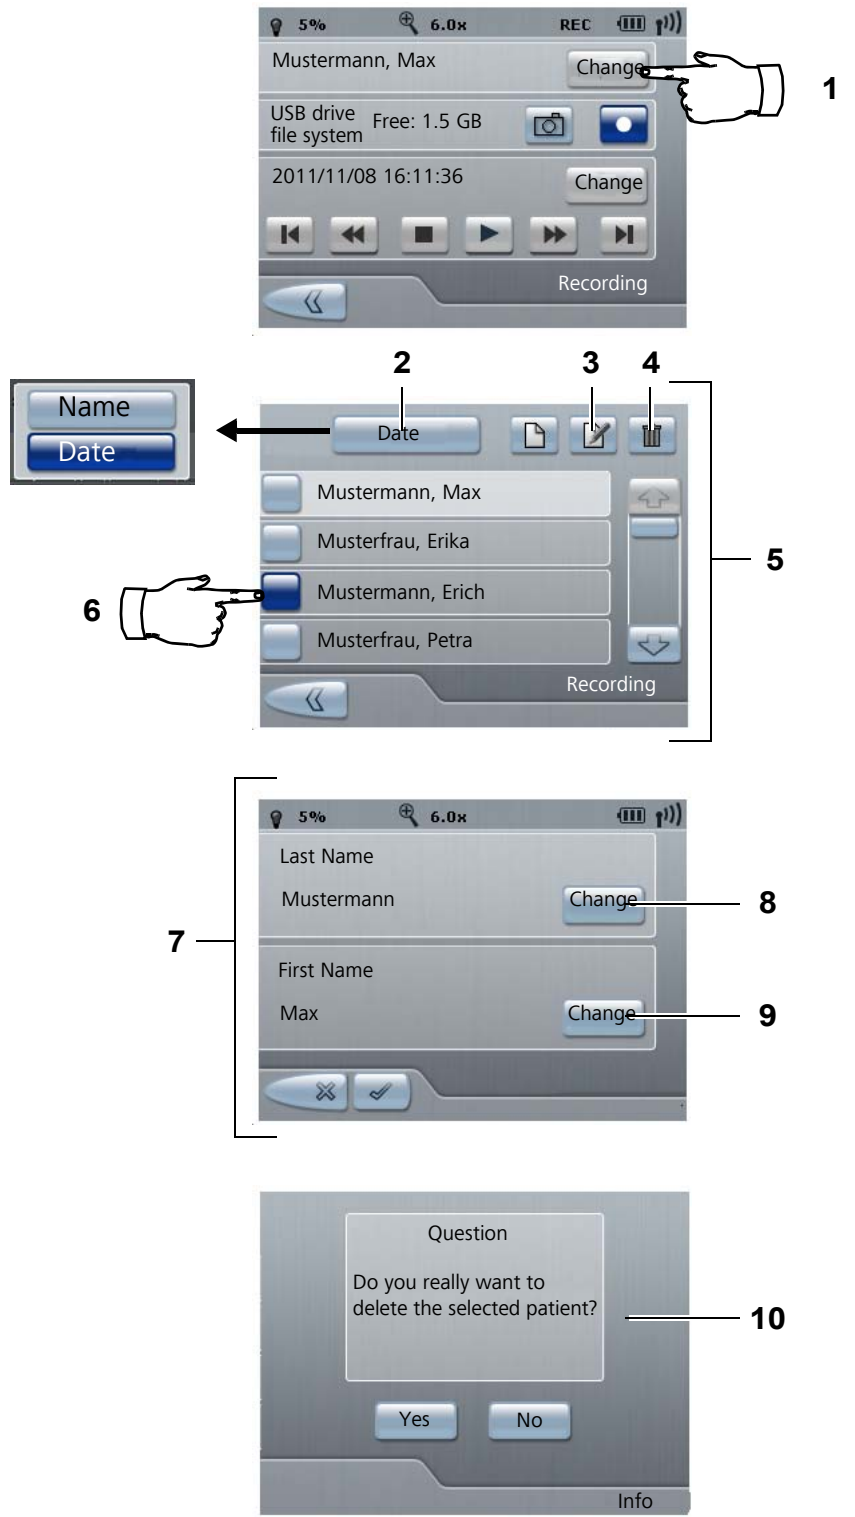 5% 6.0x REC
Mustermann, Max Change
1
USB drive
file system Free: 1.5 GB
2011/11/08 16:11:36 Change
Recording
2 3 4
Name
Date
Date
Mustermann, Max
Musterfrau, Erika
5
Mustermann, Erich
6
Musterfrau, Petra
Recording
5% 6.0x
Last Name
Mustermann Change 8
7
First Name
Max Change 9
Question
Do you really want to
delete the selected patient?
10
Yes No
Info